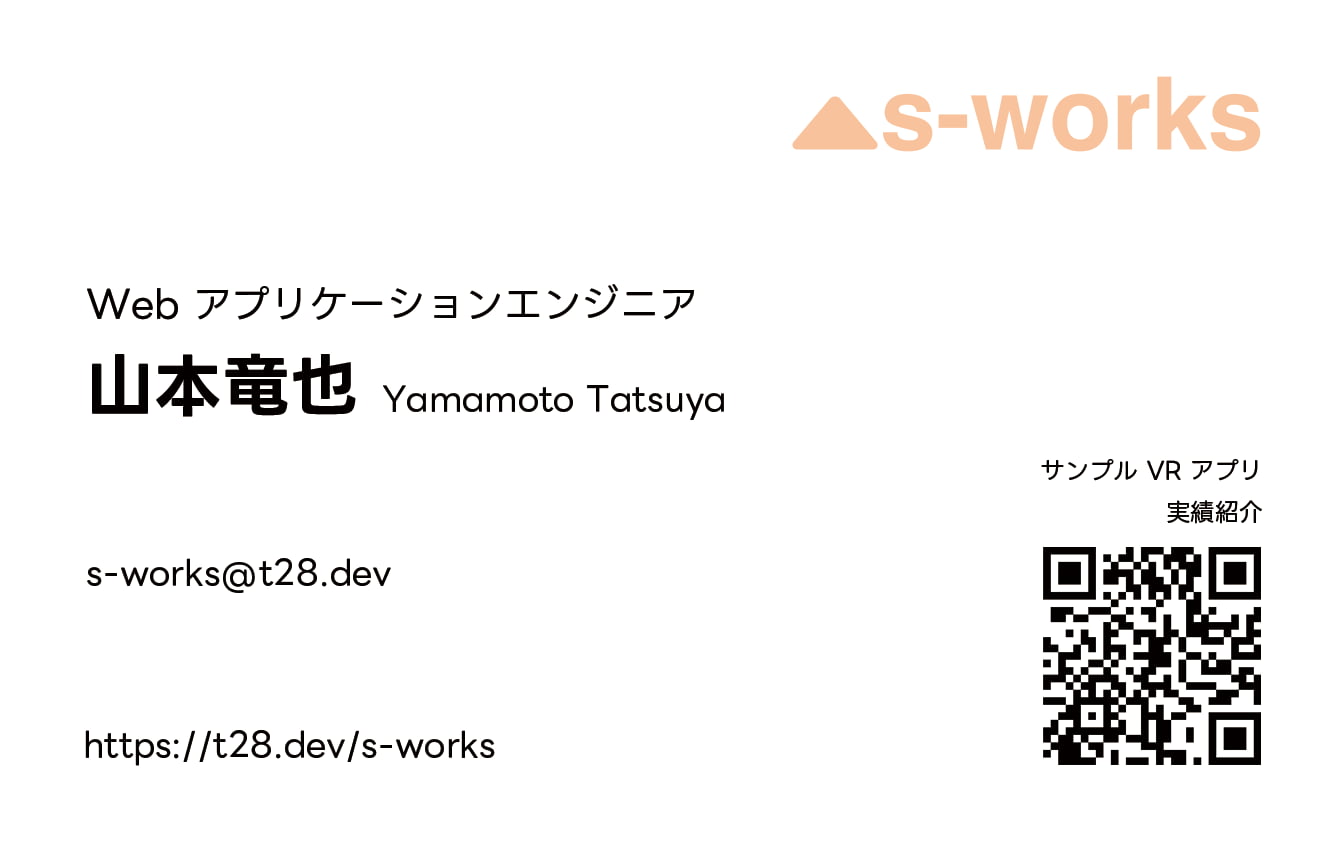 s-works
Web アプリケーションエンジニア
山本竜也 Yamamoto Tatsuya
サンプル VR アプリ
実績紹介
s-works@t28.dev
https://t28.dev/s-works